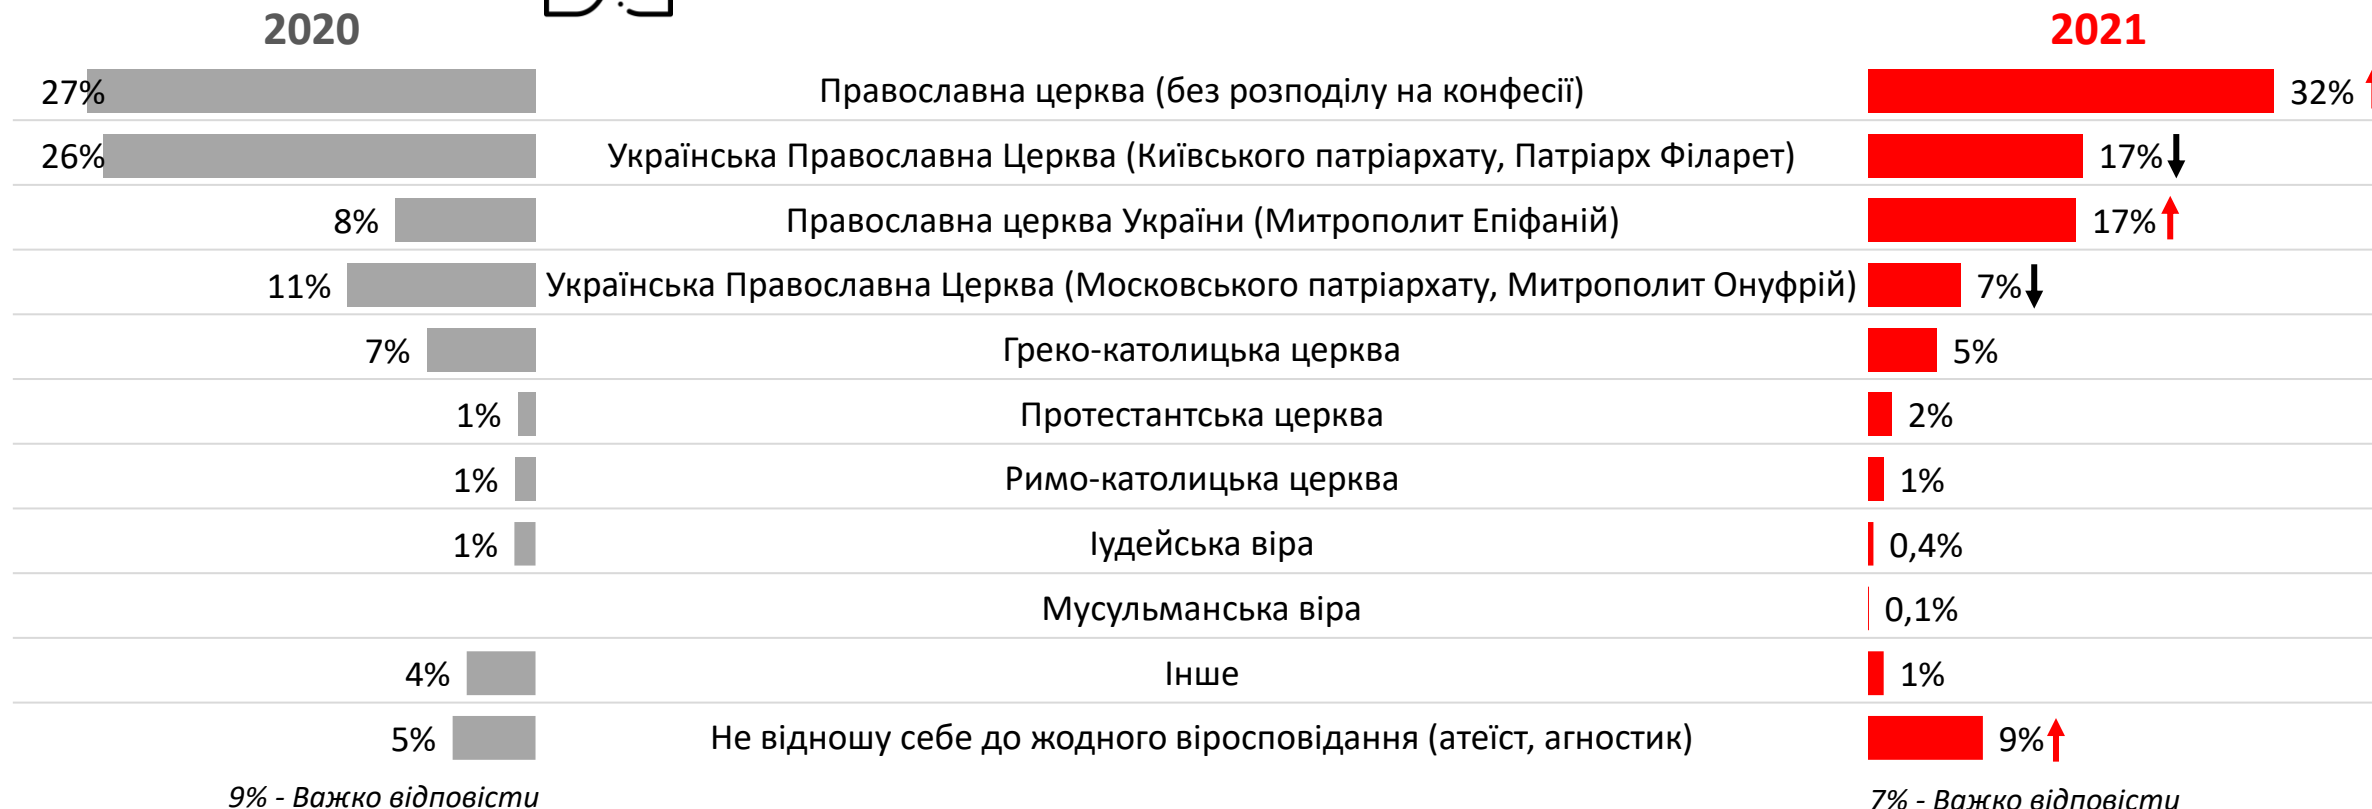 2020
2021
27% Православна церква (без розподілу на конфесії) 32%
26% Українська Православна Церква (Київського патріархату, Патріарх Філарет) 17%
8% Православна церква України (Митрополит Епіфаній) 17%
11% Українська Православна Церква (Московського патріархату, Митрополит Онуфрій) 7%
7% Греко-католицька церква 5%
1% Протестантська церква 2%
1% Римо-католицька церква 1%
1% Іудейська віра 0,4%
Мусульманська віра 0,1%
4% Інше 1%
5% Не відношу себе до жодного віросповідання (атеїст, агностик) 9%
9% - Важко відповісти
7% - Важко відповісти